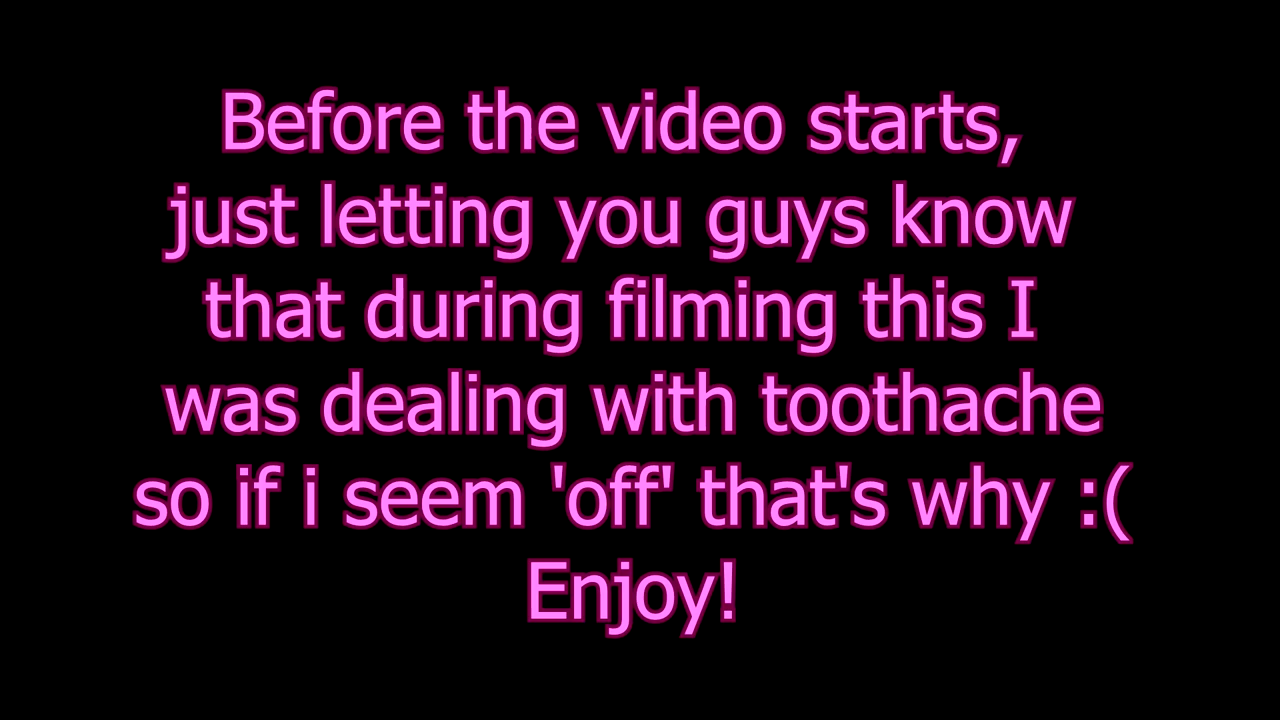 Before the video starts,
just letting you guys know
that during filming this I
was dealing with toothache
so if i seem 'off' that's why :(
Enjoy!